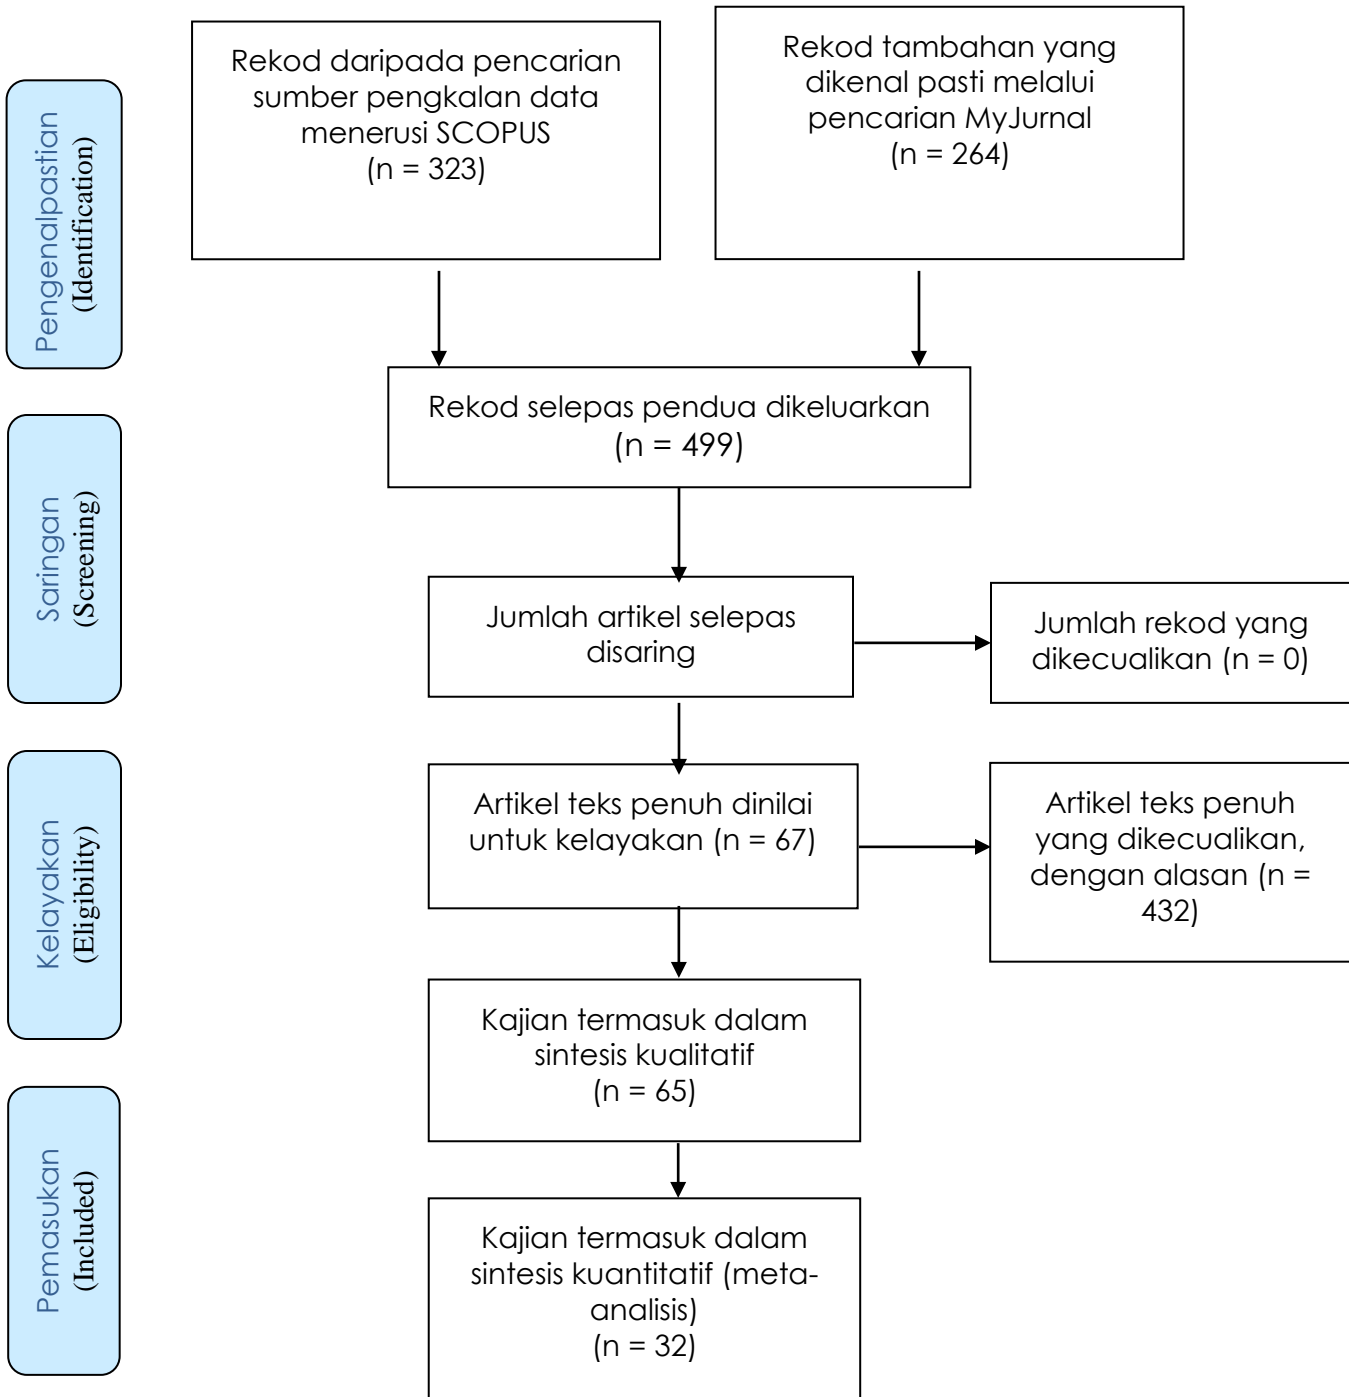 Pengenalpastian
(Identification)
Rekod daripada pencarian
sumber pengkalan data
menerusi SCOPUS
(n = 323)
Rekod tambahan yang
dikenal pasti melalui
pencarian MyJurnal
(n = 264)
Rekod selepas pendua dikeluarkan
(n = 499)
Saringan
(Screening)
Jumlah artikel selepas
disaring
Jumlah rekod yang
dikecualikan (n = 0)
Kelayakan
(Eligibility)
Artikel teks penuh dinilai
untuk kelayakan (n = 67)
Artikel teks penuh
yang dikecualikan,
dengan alasan (n =
432)
Kajian termasuk dalam
sintesis kualitatif
(n = 65)
Pemasukan
(Included)
Kajian termasuk dalam
sintesis kuantitatif (meta-
analisis)
(n = 32)